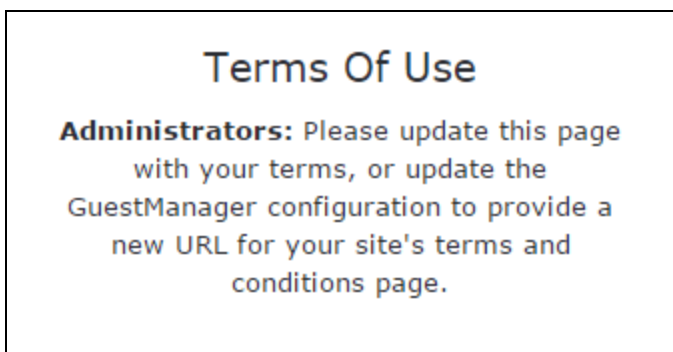 Terms Of Use
Administrators: Please update this page
with your terms, or update the
GuestManager configuration to provide a
new URL for your site's terms and
conditions page.